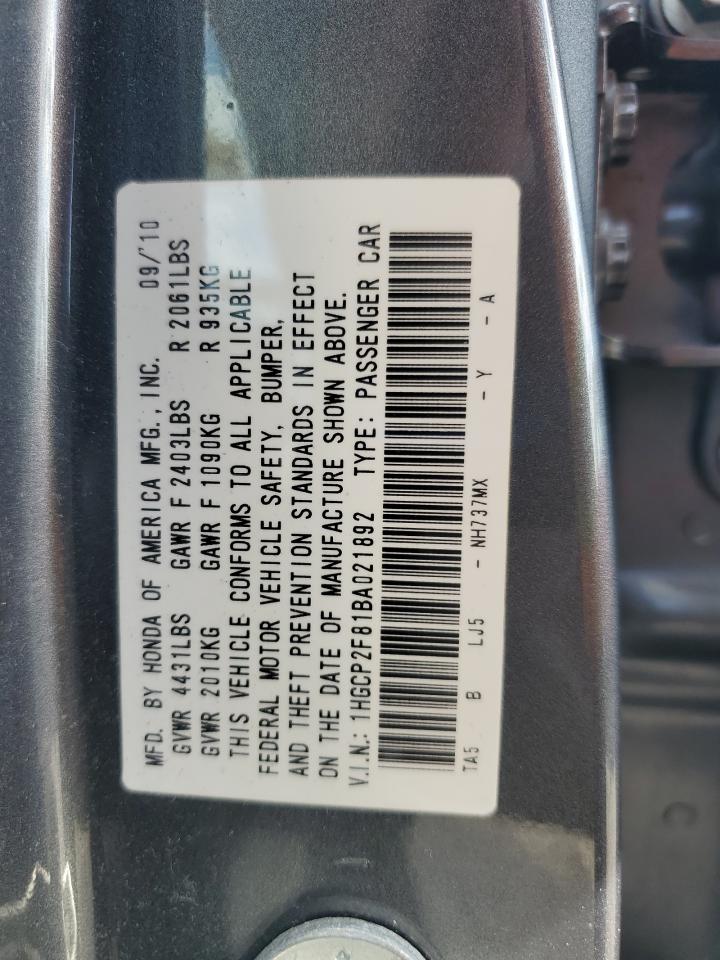 MFD. BY HONDA OF AMERICA MFG., INC. 09/'10
GVWR 4431LBS GAWR F 2403LBS R 2061LBS
GVWR 2010KG GAWR F 1090KG R 935KG
THIS VEHICLE CONFORMS TO ALL APPLICABLE
FEDERAL MOTOR VEHICLE SAFETY, BUMPER,
AND THEFT PREVENTION STANDARDS IN EFFECT
ON THE DATE OF MANUFACTURE SHOWN ABOVE.
V.I.N.: 1HGCP2F81BA021892 TYPE: PASSENGER CAR
TA5 B LJ5 - NH737MX - Y - A